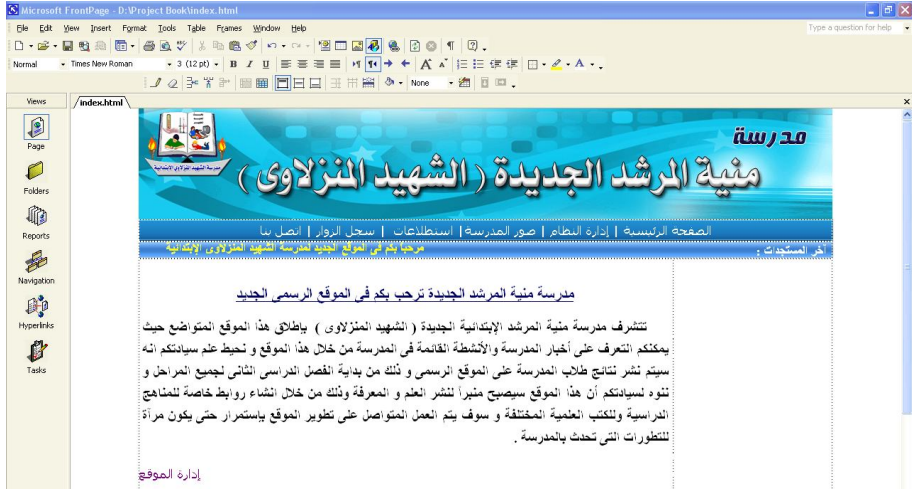 Microsoft FrontPage - D:\Project Book\index.html
File Edit View Insert Format Tools Table Frames Window Help
Type a question for help
Normal Times New Roman 3 (12 pt)
None
Views
index.html
Page
Folders
Reports
Navigation
Hyperlinks
Tasks
مدرسة
منية المرشد الجديدة ( الشهيد المنزلاوى )
الصفحة الرئيسية | إدارة النظام | صور المدرسة | استطلاعات | سجل الزوار | اتصل بنا
آخر المستجدات :
مرحبا بكم فى الموقع الجديد لمدرسة الشهيد المنزلاوى الإبتدائية
مدرسة منية المرشد الجديدة ترحب بكم فى الموقع الرسمى الجديد
تتشرف مدرسة منية المرشد الإبتدائية الجديدة ( الشهيد المنزلاوى ) بإطلاق هذا الموقع المتواضع حيث
يمكنكم التعرف على أخبار المدرسة والأنشطة القائمة فى المدرسة من خلال هذا الموقع و نحيط علم سيادتكم انه
سيتم نشر نتائج طلاب المدرسة على الموقع الرسمى و ذلك من بداية الفصل الدراسى الثانى لجميع المراحل و
ننوه لسيادتكم أن هذا الموقع سيصبح منبراً لنشر العلم و المعرفة وذلك من خلال انشاء روابط خاصة للمناهج
الدراسية وللكتب العلمية المختلفة و سوف يتم العمل المتواصل على تطوير الموقع بإستمرار حتى يكون مرآة
للتطورات التى تحدث بالمدرسة .
إدارة الموقع